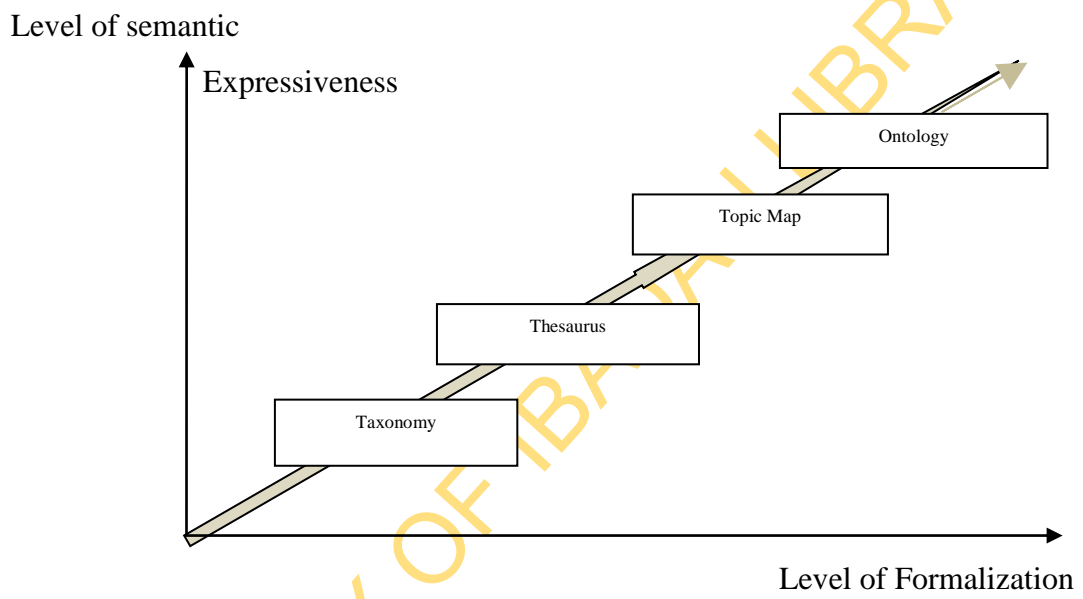 Level of semantic
Expressiveness
Ontology
Topic Map
Thesaurus
Taxonomy
Level of Formalization